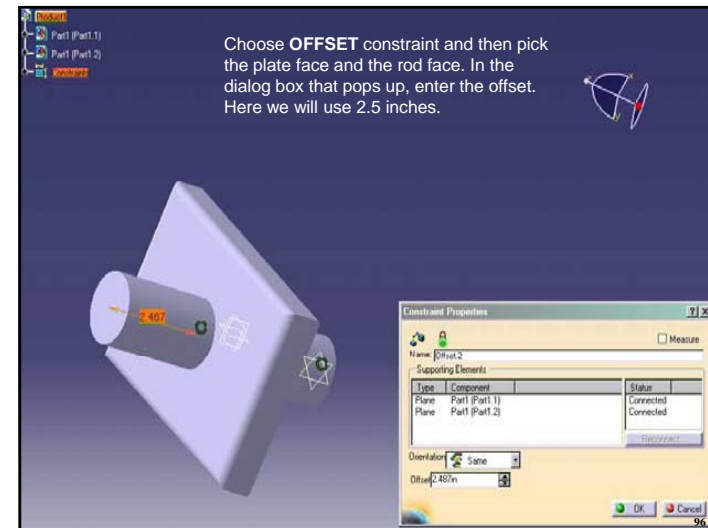 Product1
Part1 (Part1.1)
Part1 (Part1.2)
Constraints
Choose OFFSET constraint and then pick
the plate face and the rod face. In the
dialog box that pops up, enter the offset.
Here we will use 2.5 inches.
z
x
y
2.487
Constraint Properties
? X
Measure
Name: Offset.2
Supporting Elements
Type Component Status
Plane Part1 (Part1.1) Connected
Plane Part1 (Part1.2) Connected
Reconnect...
Orientation Same
Offset 2.487in
OK Cancel
96